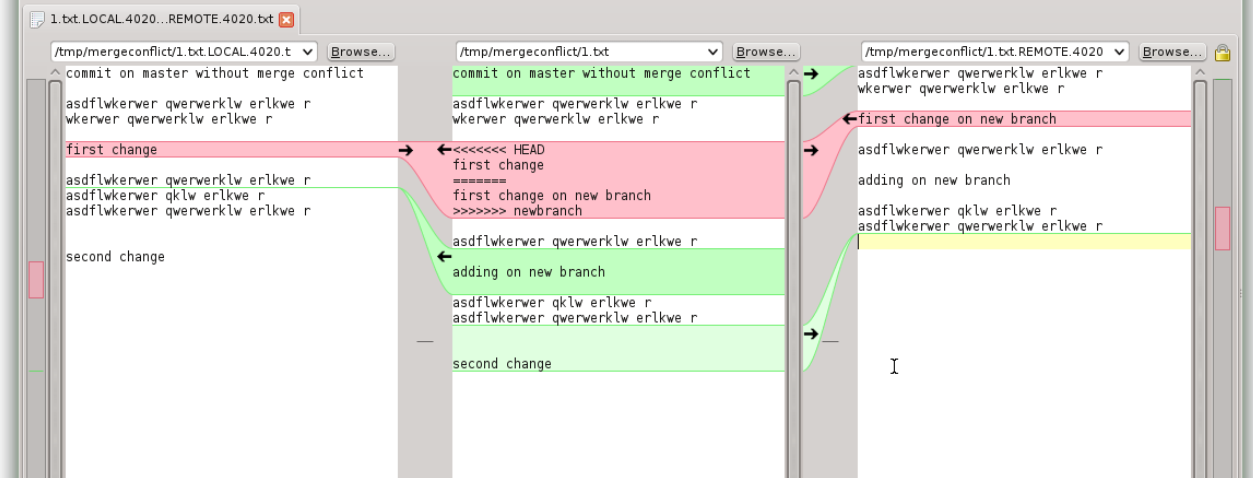 1.txt.LOCAL.4020...REMOTE.4020.txt
/tmp/mergeconflict/1.txt.LOCAL.4020.t
Browse...
/tmp/mergeconflict/1.txt
Browse...
/tmp/mergeconflict/1.txt.REMOTE.4020
Browse...
commit on master without merge conflict
asdflwkerwer qwerwerklw erlkwe r
wkerwer qwerwerklw erlkwe r
first change
asdflwkerwer qwerwerklw erlkwe r
asdflwkerwer qklw erlkwe r
asdflwkerwer qwerwerklw erlkwe r
second change
commit on master without merge conflict
asdflwkerwer qwerwerklw erlkwe r
wkerwer qwerwerklw erlkwe r
<<<<<<< HEAD
first change
=======
first change on new branch
>>>>>>> newbranch
asdflwkerwer qwerwerklw erlkwe r
adding on new branch
asdflwkerwer qklw erlkwe r
asdflwkerwer qwerwerklw erlkwe r
second change
asdflwkerwer qwerwerklw erlkwe r
wkerwer qwerwerklw erlkwe r
first change on new branch
asdflwkerwer qwerwerklw erlkwe r
adding on new branch
asdflwkerwer qklw erlkwe r
asdflwkerwer qwerwerklw erlkwe r